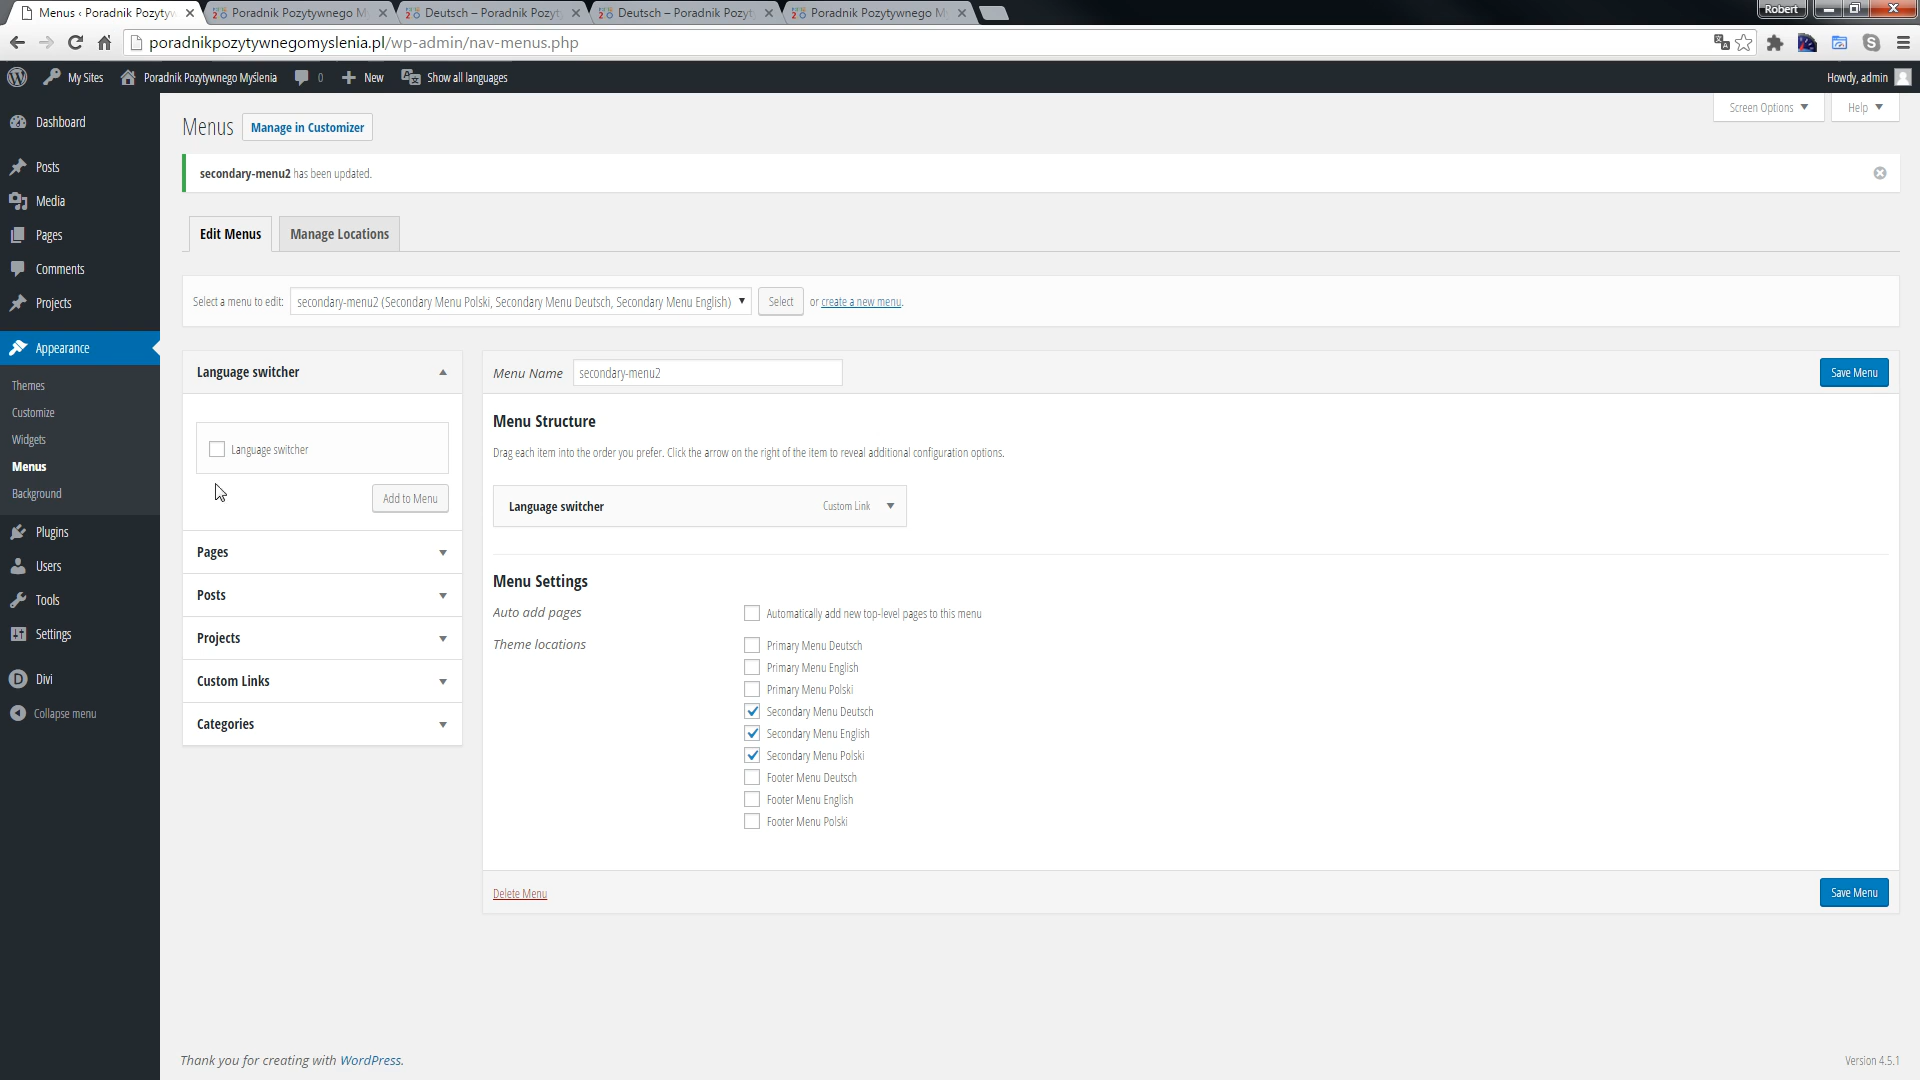 Menus ‹ Poradnik Pozytyw
Poradnik Pozytywnego M
Deutsch – Poradnik Pozyt
Deutsch – Poradnik Pozyt
Poradnik Pozytywnego M
Robert
poradnikpozytywnegomyslenia.pl/wp-admin/nav-menus.php
My Sites
Poradnik Pozytywnego Myślenia
0
New
Show all languages
Howdy, admin
Dashboard
Posts
Media
Pages
Comments
Projects
Appearance
Themes
Customize
Widgets
Menus
Background
Plugins
Users
Tools
Settings
Divi
Collapse menu
Screen Options
Help
Menus
Manage in Customizer
secondary-menu2 has been updated.
Edit Menus
Manage Locations
Select a menu to edit: secondary-menu2 (Secondary Menu Polski, Secondary Menu Deutsch, Secondary Menu English) Select or create a new menu.
Language switcher
Language switcher
Add to Menu
Pages
Posts
Projects
Custom Links
Categories
Menu Name secondary-menu2
Save Menu
Menu Structure
Drag each item into the order you prefer. Click the arrow on the right of the item to reveal additional configuration options.
Language switcher Custom Link
Menu Settings
Auto add pages
Automatically add new top-level pages to this menu
Theme locations
Primary Menu Deutsch
Primary Menu English
Primary Menu Polski
Secondary Menu Deutsch
Secondary Menu English
Secondary Menu Polski
Footer Menu Deutsch
Footer Menu English
Footer Menu Polski
Delete Menu
Save Menu
Thank you for creating with WordPress.
Version 4.5.1